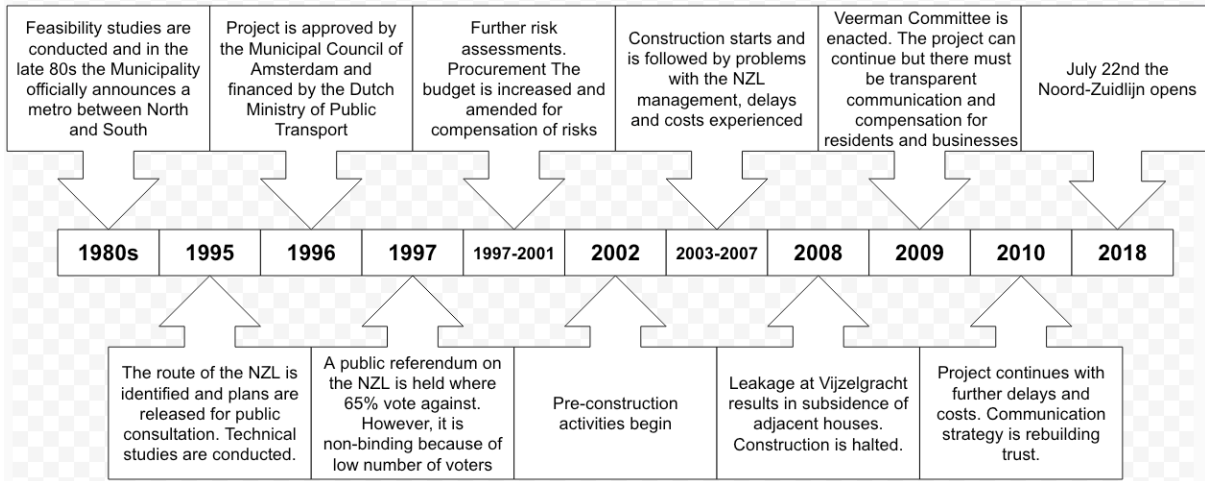 Feasibility studies are
conducted and in the
late 80s the Municipality
officially announces a
metro between North
and South
Project is approved by
the Municipal Council of
Amsterdam and
financed by the Dutch
Ministry of Public
Transport
Further risk
assessments.
Procurement The
budget is increased and
amended for
compensation of risks
Construction starts and
is followed by problems
with the NZL
management, delays
and costs experienced
Veerman Committee is
enacted. The project can
continue but there must
be transparent
communication and
compensation for
residents and businesses
July 22nd the
Noord-Zuidlijn opens
1980s
1995
1996
1997
1997-2001
2002
2003-2007
2008
2009
2010
2018
The route of the NZL is
identified and plans are
released for public
consultation. Technical
studies are conducted.
A public referendum on
the NZL is held where
65% vote against.
However, it is
non-binding because of
low number of voters
Pre-construction
activities begin
Leakage at Vijzelgracht
results in subsidence of
adjacent houses.
Construction is halted.
Project continues with
further delays and
costs. Communication
strategy is rebuilding
trust.